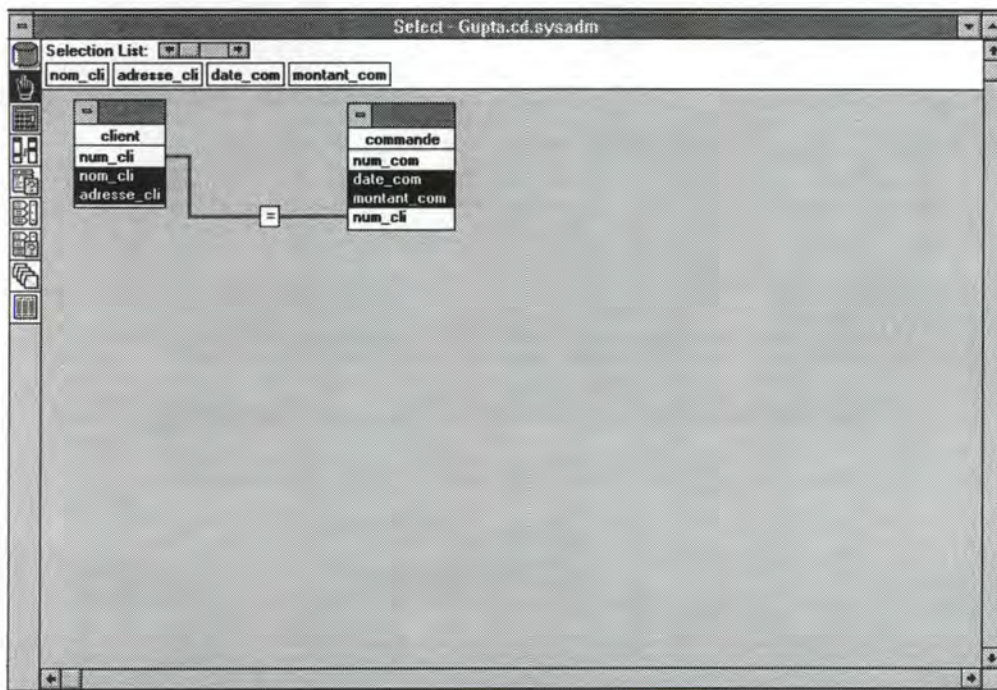 Select - Gupta.cd.sysadm
Selection List:
nom_cli adresse_cli date_com montant_com
client
num_cli
nom_cli
adresse_cli
=
commande
num_com
date_com
montant_com
num_cli